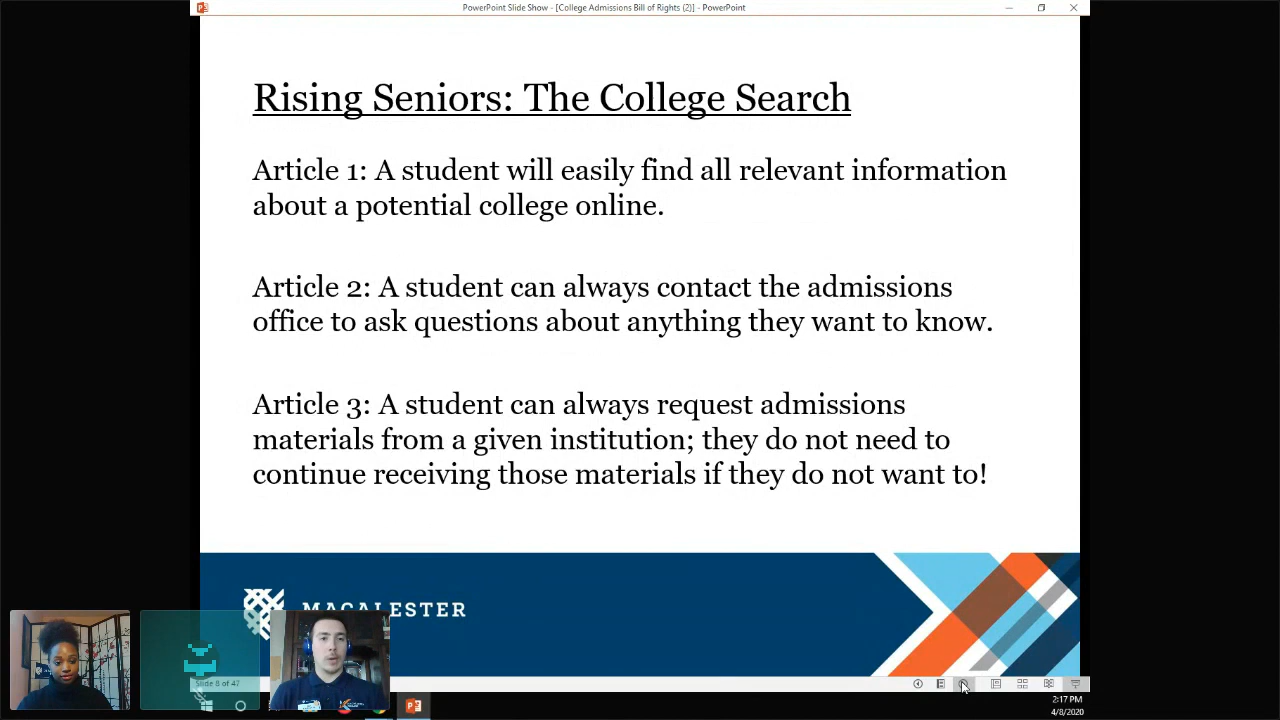 PowerPoint Slide Show - [College Admissions Bill of Rights (2)] - PowerPoint
Rising Seniors: The College Search
Article 1: A student will easily find all relevant information
about a potential college online.
Article 2: A student can always contact the admissions
office to ask questions about anything they want to know.
Article 3: A student can always request admissions
materials from a given institution; they do not need to
continue receiving those materials if they do not want to!
MACALESTER
Slide 8 of 47
2:17 PM
4/8/2020